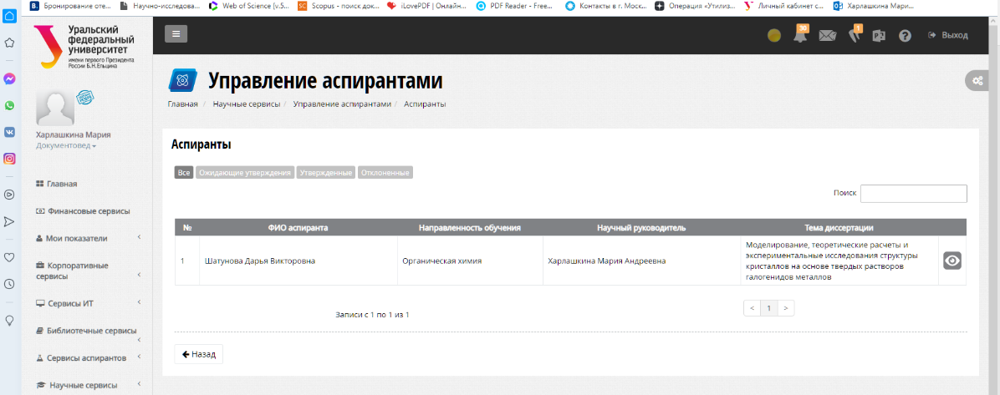 Бронирование оте...
Научно-исследова...
Web of Science [v.5...
Scopus - поиск док...
iLovePDF | Онлайн...
PDF Reader - Free...
Контакты в г. Моск...
Операция «Утилиз...
Личный кабинет с...
Харлашкина Мари...
Уральский
федеральный
университет
имени первого Президента
России Б.Н.Ельцина
30
1
Выход
Управление аспирантами
Главная / Научные сервисы / Управление аспирантами / Аспиранты
Харлашкина Мария
Документовед
Главная
Финансовые сервисы
Мои показатели
Корпоративные
сервисы
Сервисы ИТ
Библиотечные сервисы
Сервисы аспирантов
Научные сервисы
Аспиранты
Все Ожидающие утверждения Утвержденные Отклоненные
Поиск
№ ФИО аспиранта Направленность обучения Научный руководитель Тема диссертации
1 Шатунова Дарья Викторовна Органическая химия Харлашкина Мария Андреевна
Моделирование, теоретические расчеты и
экспериментальные исследования структуры
кристаллов на основе твердых растворов
галогенидов металлов
Записи с 1 по 1 из 1
< 1 >
Назад